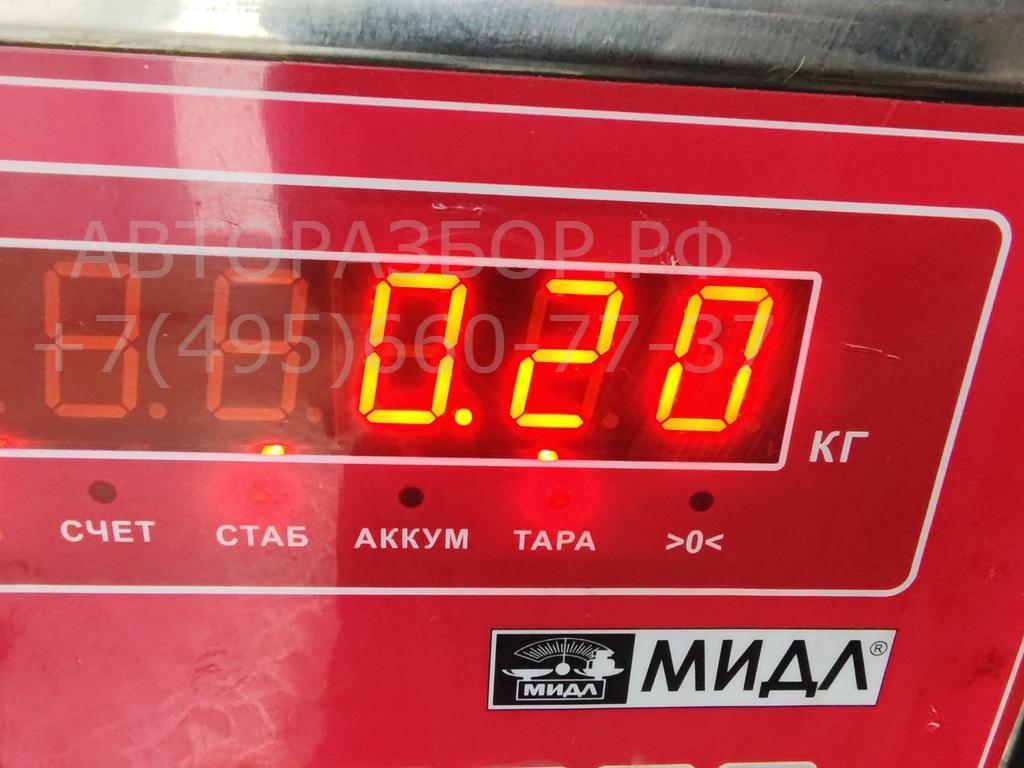 АВТОРАЗБОР.РФ
+7(495)560-77-37
0.20
КГ
СЧЕТ СТАБ АККУМ ТАРА >0<
МИДЛ МИДЛ®